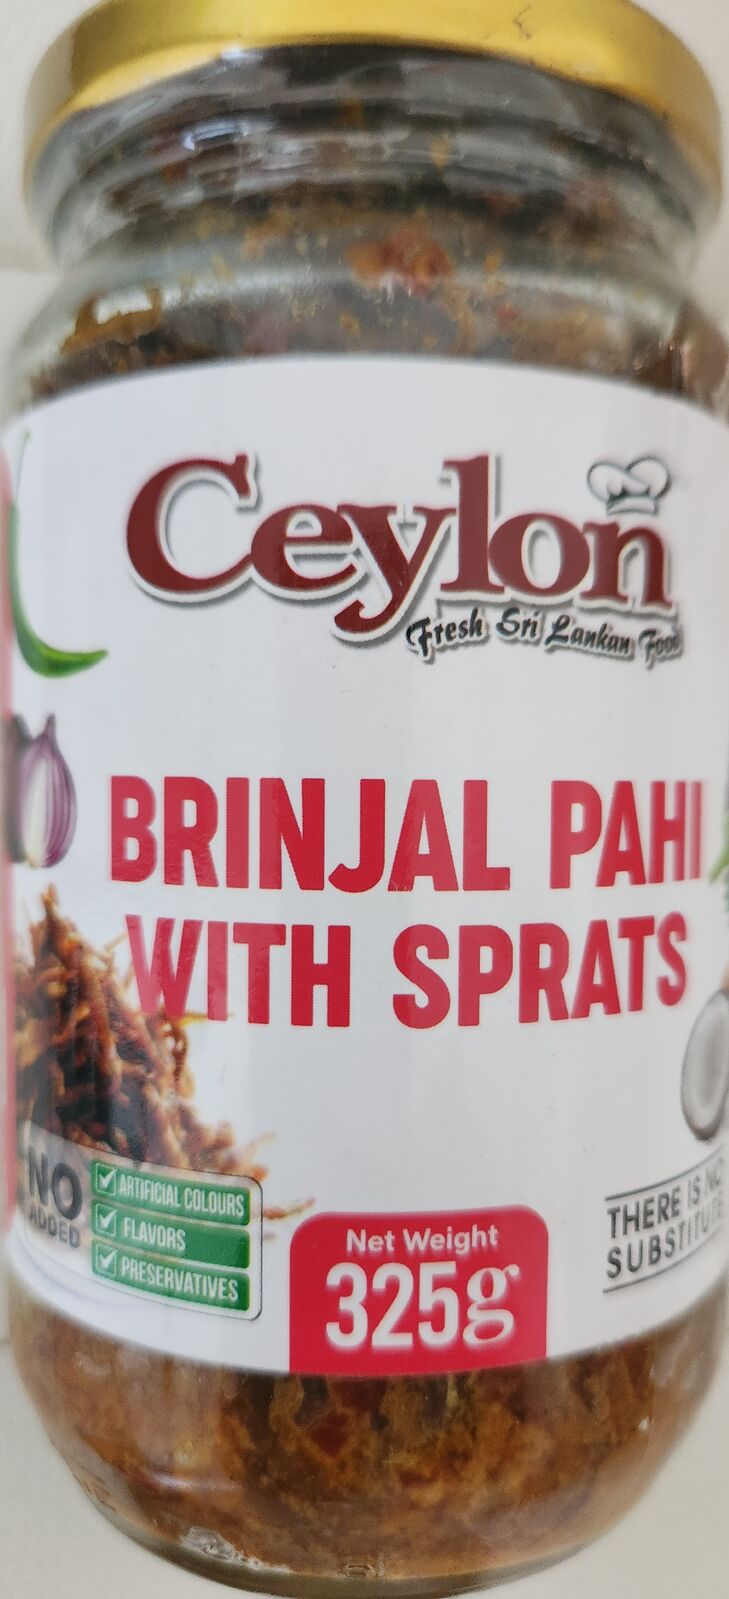 Ceylon
Fresh Sri Lankan Food
BRINJAL PAHI
WITH SPRATS
NO
ADDED
ARTIFICIAL COLOURS
FLAVORS
PRESERVATIVES
Net Weight
325g
THERE IS NO
SUBSTITUTE